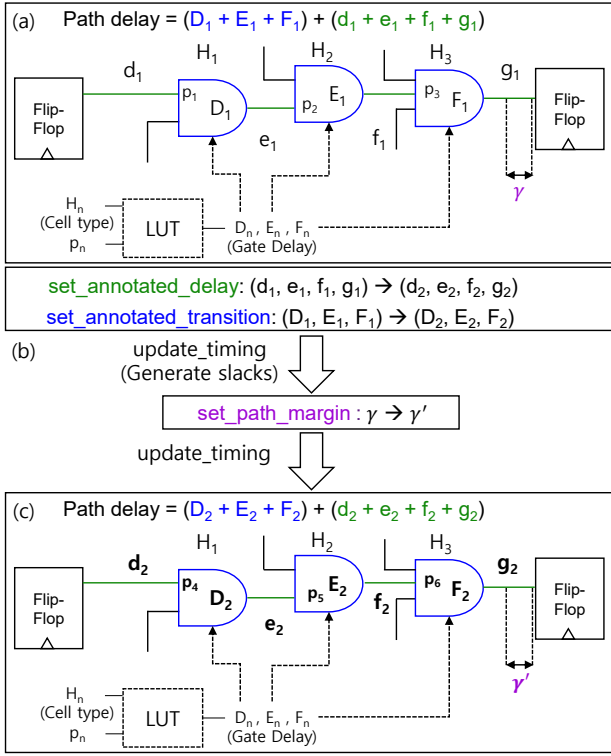 (a) Path delay = (D₁ + E₁ + F₁) + (d₁ + e₁ + f₁ + g₁)
H₁ H₂ H₃
d₁ g₁
Flip-
Flop
p₁ D₁
p₂ E₁
p₃ F₁
Flip-
Flop
e₁ f₁
γ
Hₙ
(Cell type)
pₙ
LUT
Dₙ , Eₙ , Fₙ
(Gate Delay)
set_annotated_delay: (d₁, e₁, f₁, g₁) → (d₂, e₂, f₂, g₂)
set_annotated_transition: (D₁, E₁, F₁) → (D₂, E₂, F₂)
(b)
update_timing
(Generate slacks)
set_path_margin : γ → γ′
update_timing
(c) Path delay = (D₂ + E₂ + F₂) + (d₂ + e₂ + f₂ + g₂)
H₁ H₂ H₃
d₂ g₂
Flip-
Flop
p₄ D₂
p₅ E₂
p₆ F₂
Flip-
Flop
e₂ f₂
γ′
Hₙ
(Cell type)
pₙ
LUT
Dₙ , Eₙ , Fₙ
(Gate Delay)